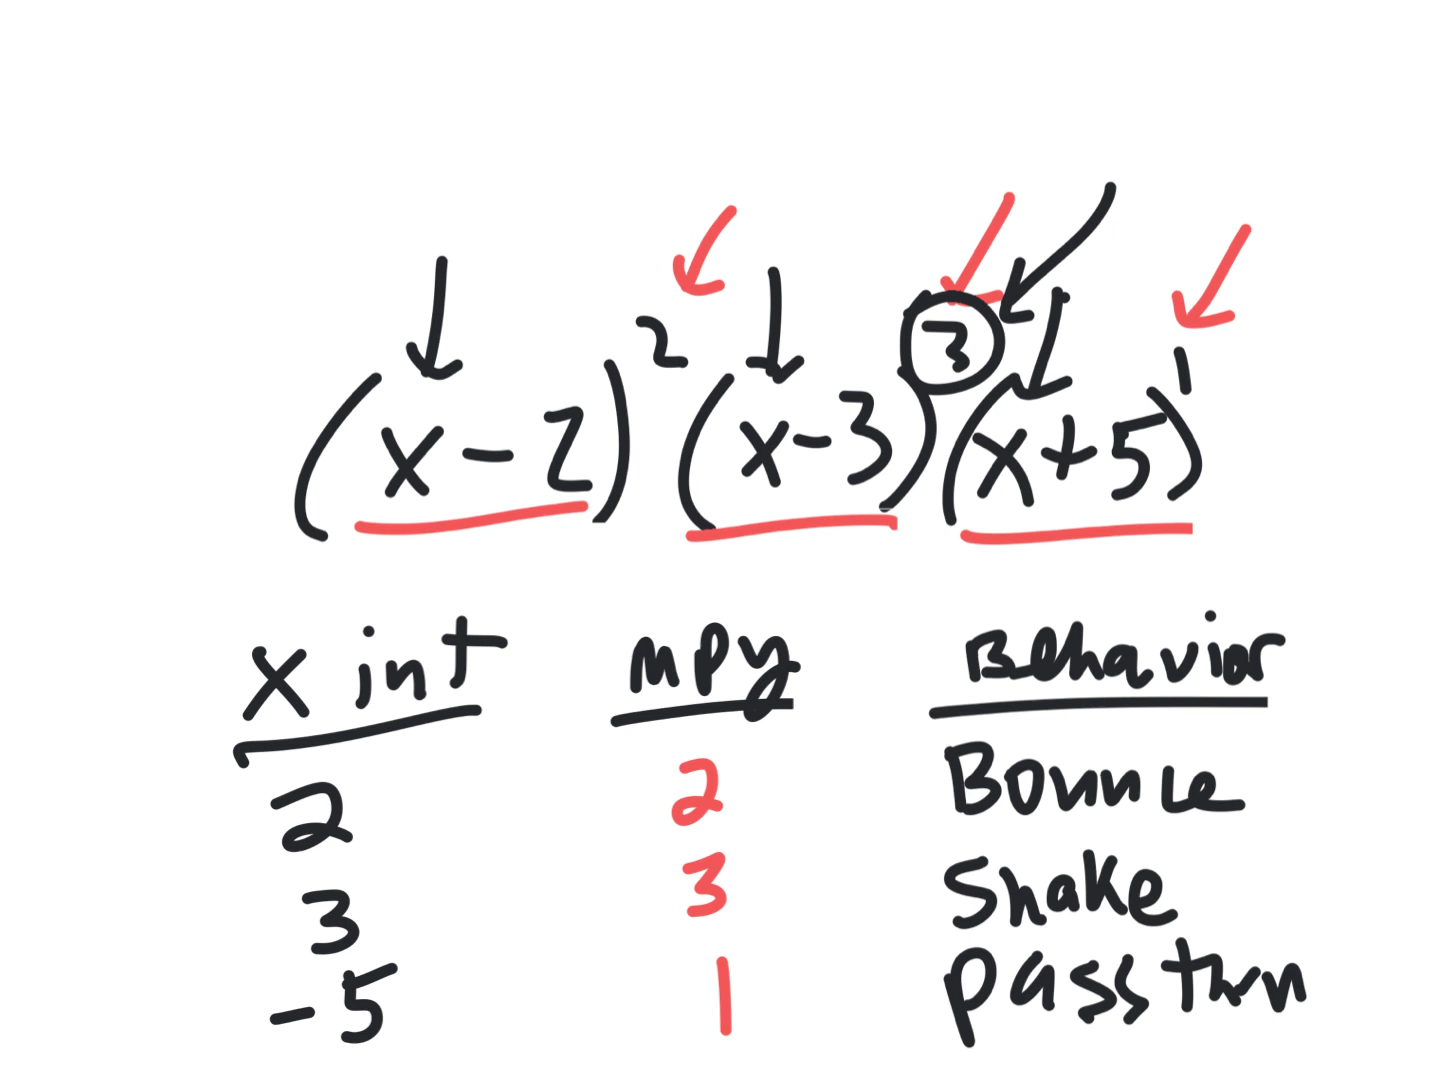 (x-2)² (x-3)³ (x+5)¹
x int mpy Behavior
2 2 Bounce
3 3 Shake
-5 1 pass thru